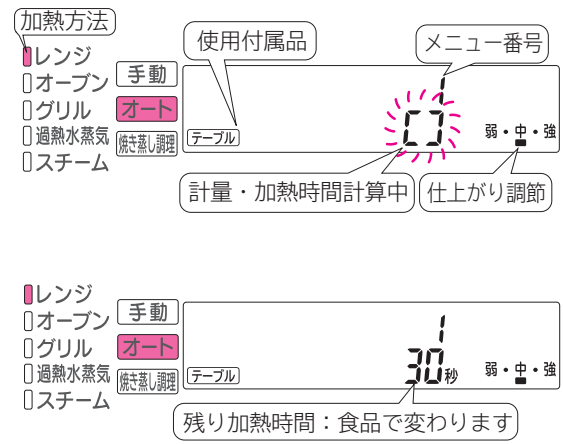 加熱方法
レンジ
オーブン
グリル
過熱水蒸気
スチーム
手動
オート
焼き蒸し調理
使用付属品
テーブル
メニュー番号
1
弱・中・強
計量・加熱時間計算中
仕上がり調節
レンジ
オーブン
グリル
過熱水蒸気
スチーム
手動
オート
焼き蒸し調理
テーブル
1
30秒
弱・中・強
残り加熱時間：食品で変わります